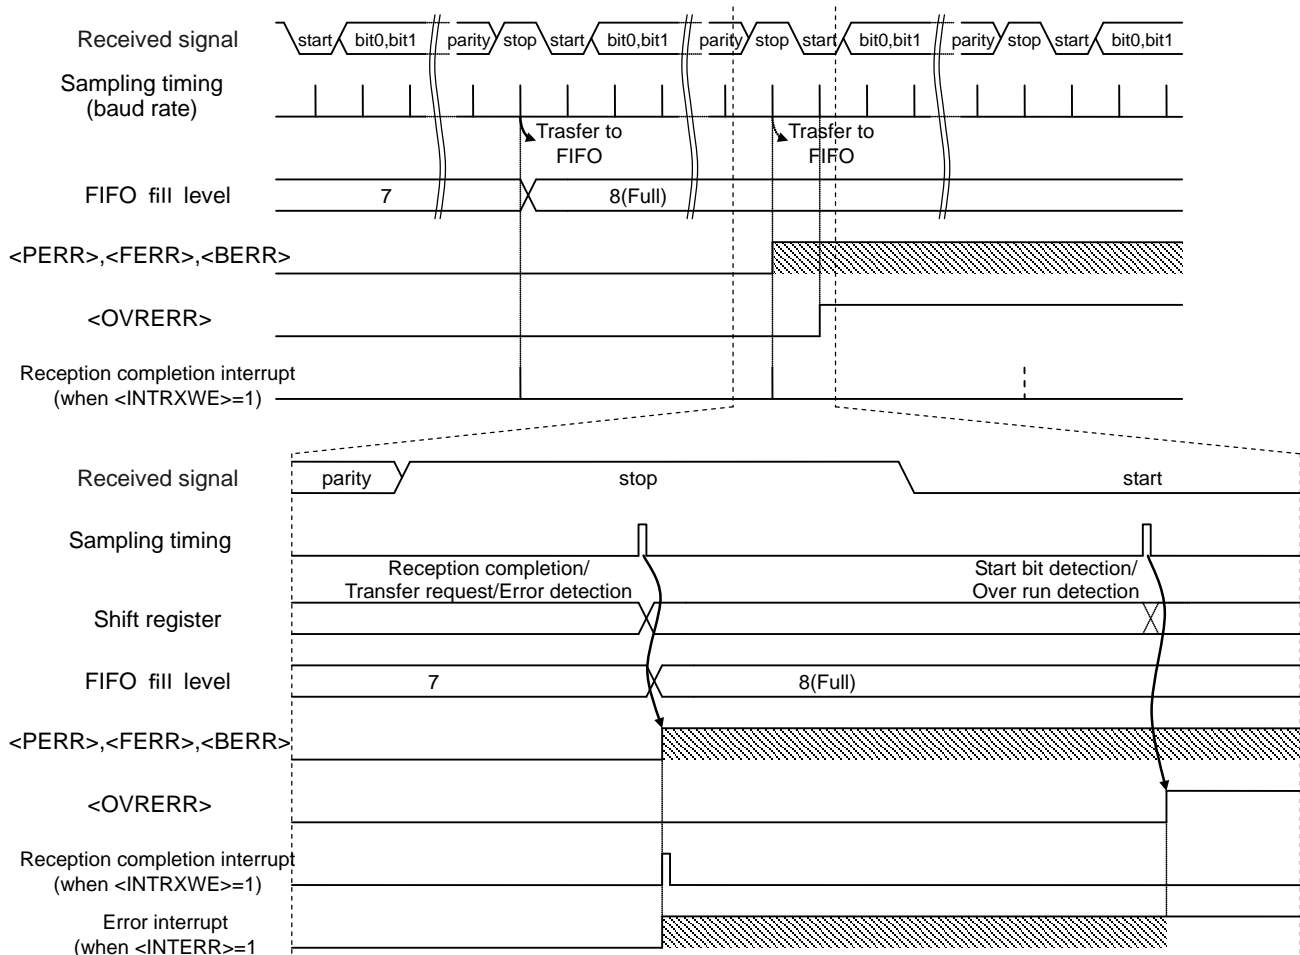 Received signal
start bit0,bit1 parity stop start bit0,bit1 parity stop start bit0,bit1 parity stop start bit0,bit1
Sampling timing
(baud rate)
Trasfer to
FIFO
Trasfer to
FIFO
FIFO fill level 7 8(Full)
<PERR>,<FERR>,<BERR>
<OVRERR>
Reception completion interrupt
(when <INTRXWE>=1)
Received signal parity stop start
Sampling timing
Reception completion/
Transfer request/Error detection
Start bit detection/
Over run detection
Shift register
FIFO fill level 7 8(Full)
<PERR>,<FERR>,<BERR>
<OVRERR>
Reception completion interrupt
(when <INTRXWE>=1)
Error interrupt
(when <INTERR>=1